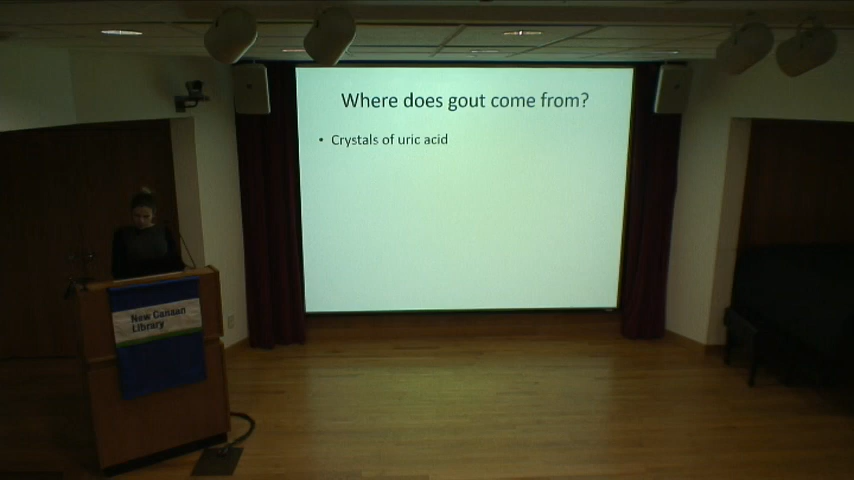 Where does gout come from?
• Crystals of uric acid
New Canaan
Library